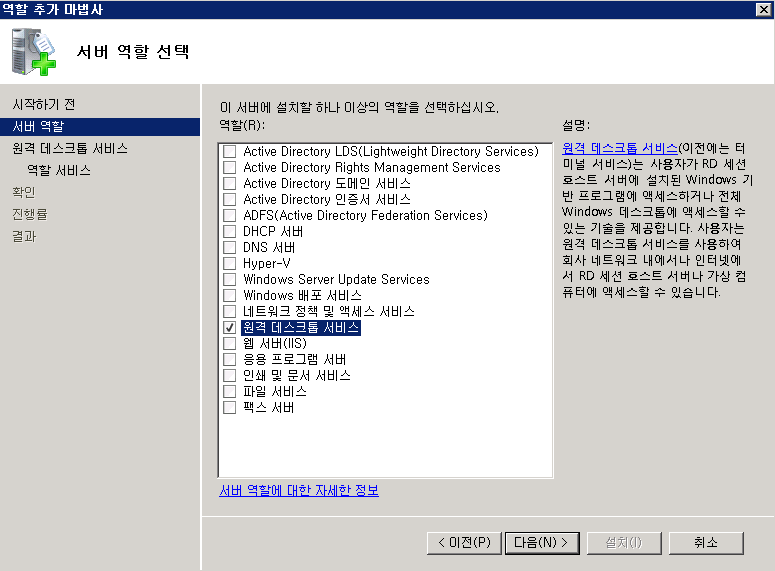 역할 추가 마법사
서버 역할 선택
시작하기 전
서버 역할
원격 데스크톱 서비스
역할 서비스
확인
진행률
결과
이 서버에 설치할 하나 이상의 역할을 선택하십시오.
역할(R):
Active Directory LDS(Lightweight Directory Services)
Active Directory Rights Management Services
Active Directory 도메인 서비스
Active Directory 인증서 서비스
ADFS(Active Directory Federation Services)
DHCP 서버
DNS 서버
Hyper-V
Windows Server Update Services
Windows 배포 서비스
네트워크 정책 및 액세스 서비스
원격 데스크톱 서비스
웹 서버(IIS)
응용 프로그램 서버
인쇄 및 문서 서비스
파일 서비스
팩스 서버
서버 역할에 대한 자세한 정보
설명:
원격 데스크톱 서비스(이전에는 터
미널 서비스)는 사용자가 RD 세션
호스트 서버에 설치된 Windows 기
반 프로그램에 액세스하거나 전체
Windows 데스크톱에 액세스할 수
있는 기술을 제공합니다. 사용자는
원격 데스크톱 서비스를 사용하여
회사 네트워크 내에서나 인터넷에
서 RD 세션 호스트 서버나 가상 컴
퓨터에 액세스할 수 있습니다.
< 이전(P)
다음(N) >
설치(I)
취소